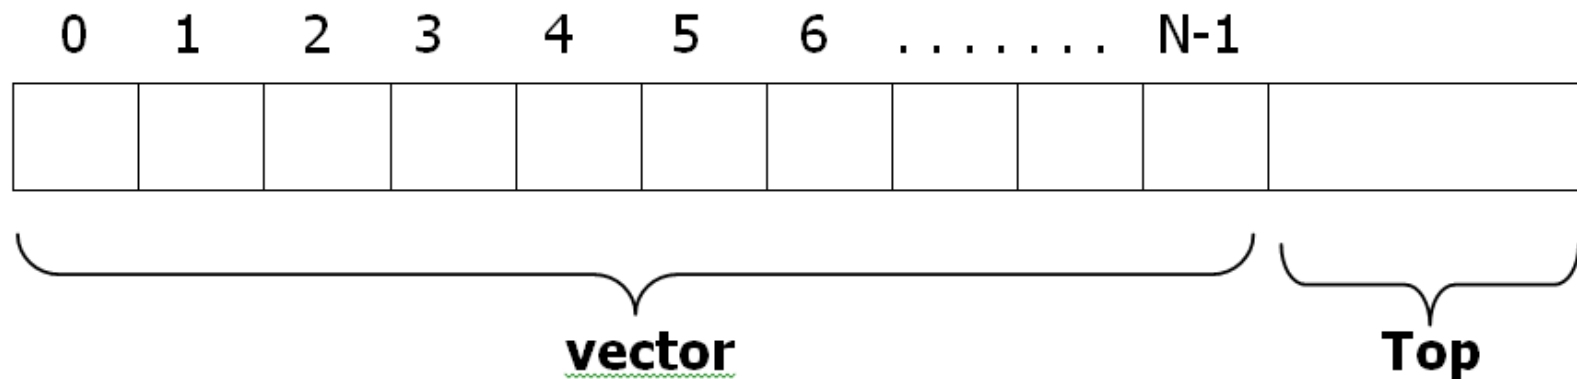 0 1 2 3 4 5 6 . . . . . . . N-1
vector Top